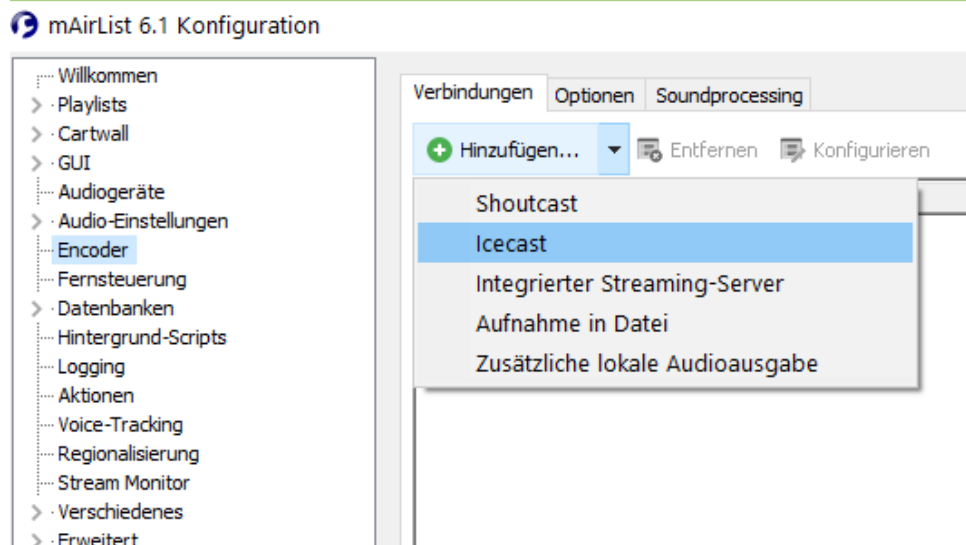 mAirList 6.1 Konfiguration
Willkommen
Playlists
Cartwall
GUI
Audiogeräte
Audio-Einstellungen
Encoder
Fernsteuerung
Datenbanken
Hintergrund-Scripts
Logging
Aktionen
Voice-Tracking
Regionalisierung
Stream Monitor
Verschiedenes
Erweitert
Verbindungen Optionen Soundprocessing
Hinzufügen... Entfernen Konfigurieren
Shoutcast
Icecast
Integrierter Streaming-Server
Aufnahme in Datei
Zusätzliche lokale Audioausgabe